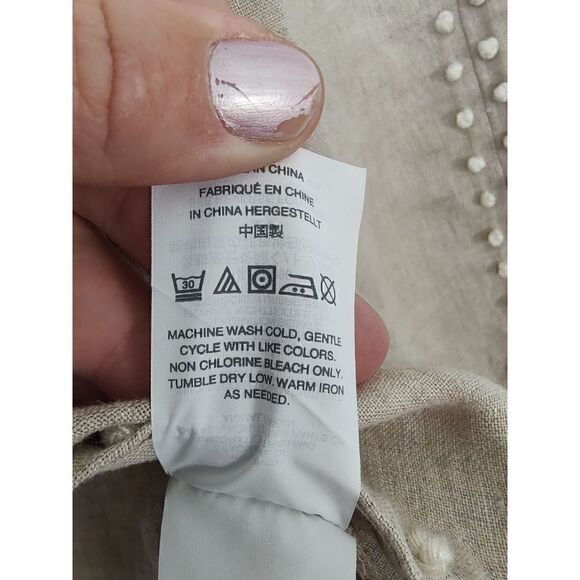 IN CHINA
FABRIQUÉ EN CHINE
IN CHINA HERGESTELLT
中国製
30
MACHINE WASH COLD, GENTLE
CYCLE WITH LIKE COLORS.
NON CHLORINE BLEACH ONLY.
TUMBLE DRY LOW. WARM IRON
AS NEEDED.